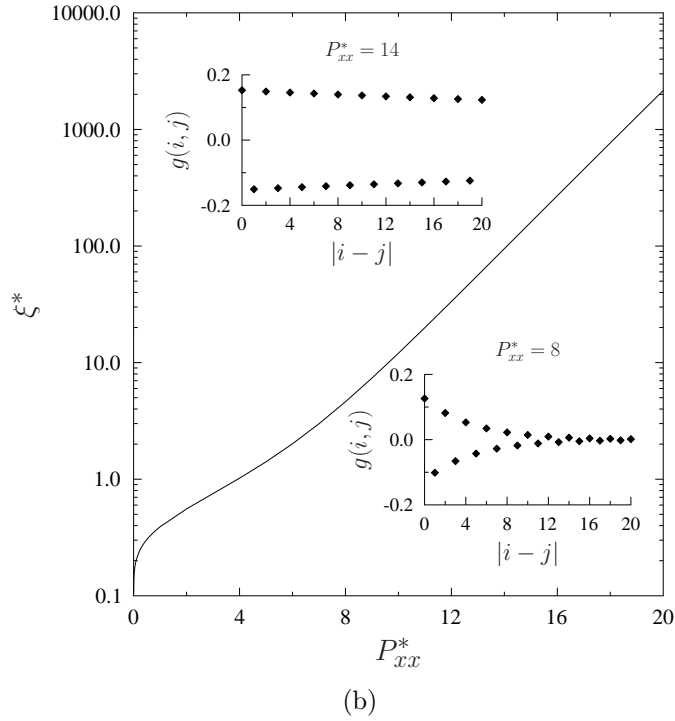 10000.0
1000.0
100.0
10.0
1.0
0.1
ξ*
0 4 8 12 16 20
P*xx
P*xx = 14
0.2
0.0
-0.2
g(i, j)
0 4 8 12 16 20
|i − j|
P*xx = 8
0.2
0.0
-0.2
g(i, j)
0 4 8 12 16 20
|i − j|
(b)